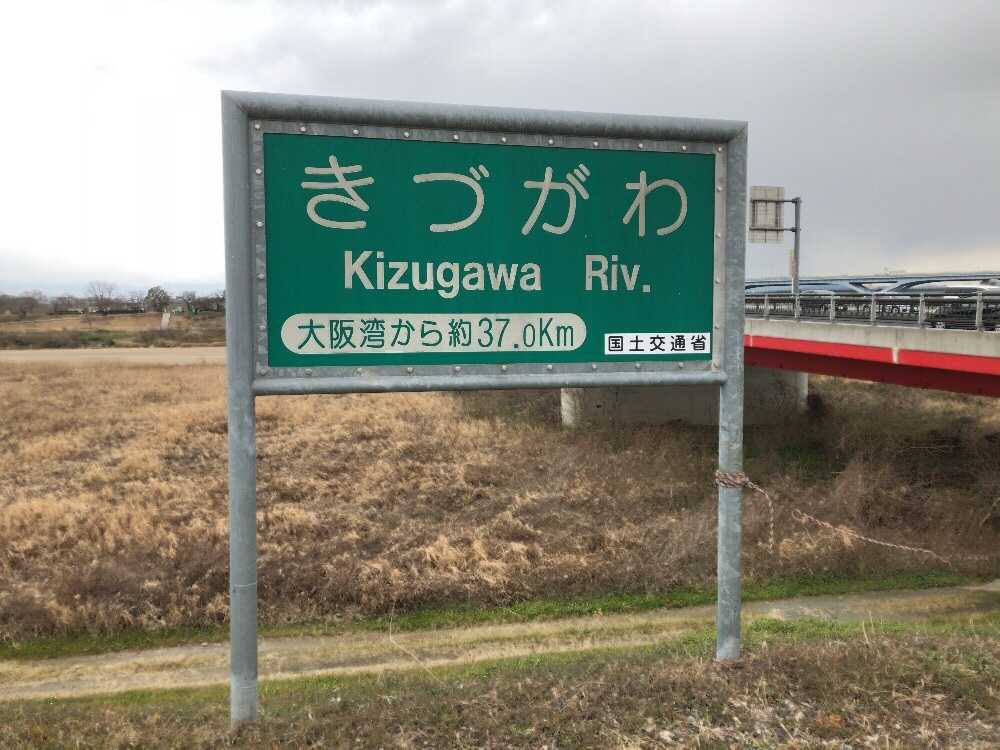 きづがわ
Kizugawa Riv.
大阪湾から約37.0Km
国土交通省